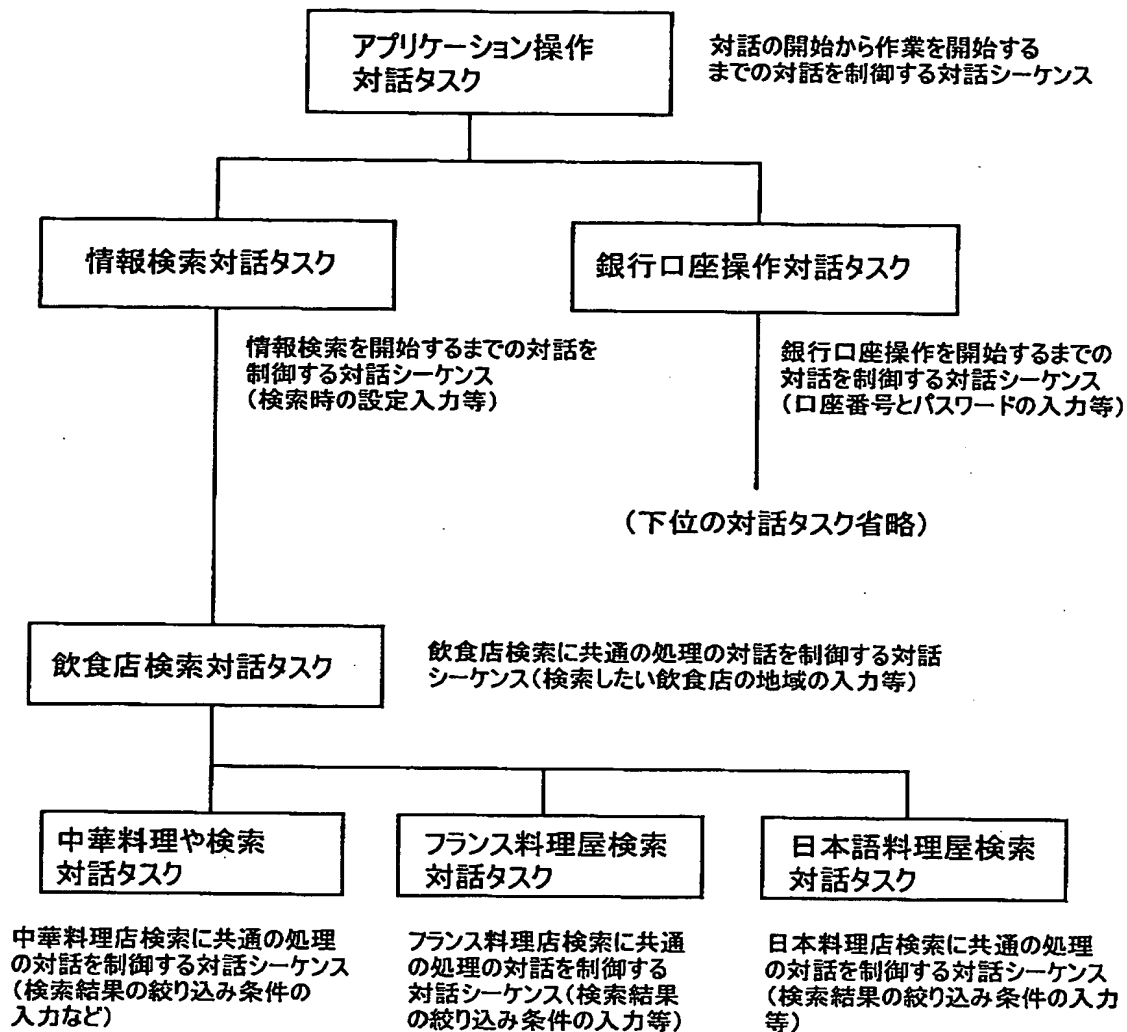 アプリケーション操作
対話タスク
対話の開始から作業を開始する
までの対話を制御する対話シーケンス
情報検索対話タスク
銀行口座操作対話タスク
情報検索を開始するまでの対話を
制御する対話シーケンス
(検索時の設定入力等)
銀行口座操作を開始するまでの
対話を制御する対話シーケンス
(口座番号とパスワードの入力等)
(下位の対話タスク省略)
飲食店検索対話タスク
飲食店検索に共通の処理の対話を制御する対話
シーケンス(検索したい飲食店の地域の入力等)
中華料理や検索
対話タスク
フランス料理屋検索
対話タスク
日本語料理屋検索
対話タスク
中華料理店検索に共通の処理
の対話を制御する対話シーケンス
(検索結果の絞り込み条件の
入力など)
フランス料理店検索に共通
の処理の対話を制御する
対話シーケンス(検索結果
の絞り込み条件の入力等)
日本料理店検索に共通の処理
の対話を制御する対話シーケンス
(検索結果の絞り込み条件の入力
等)